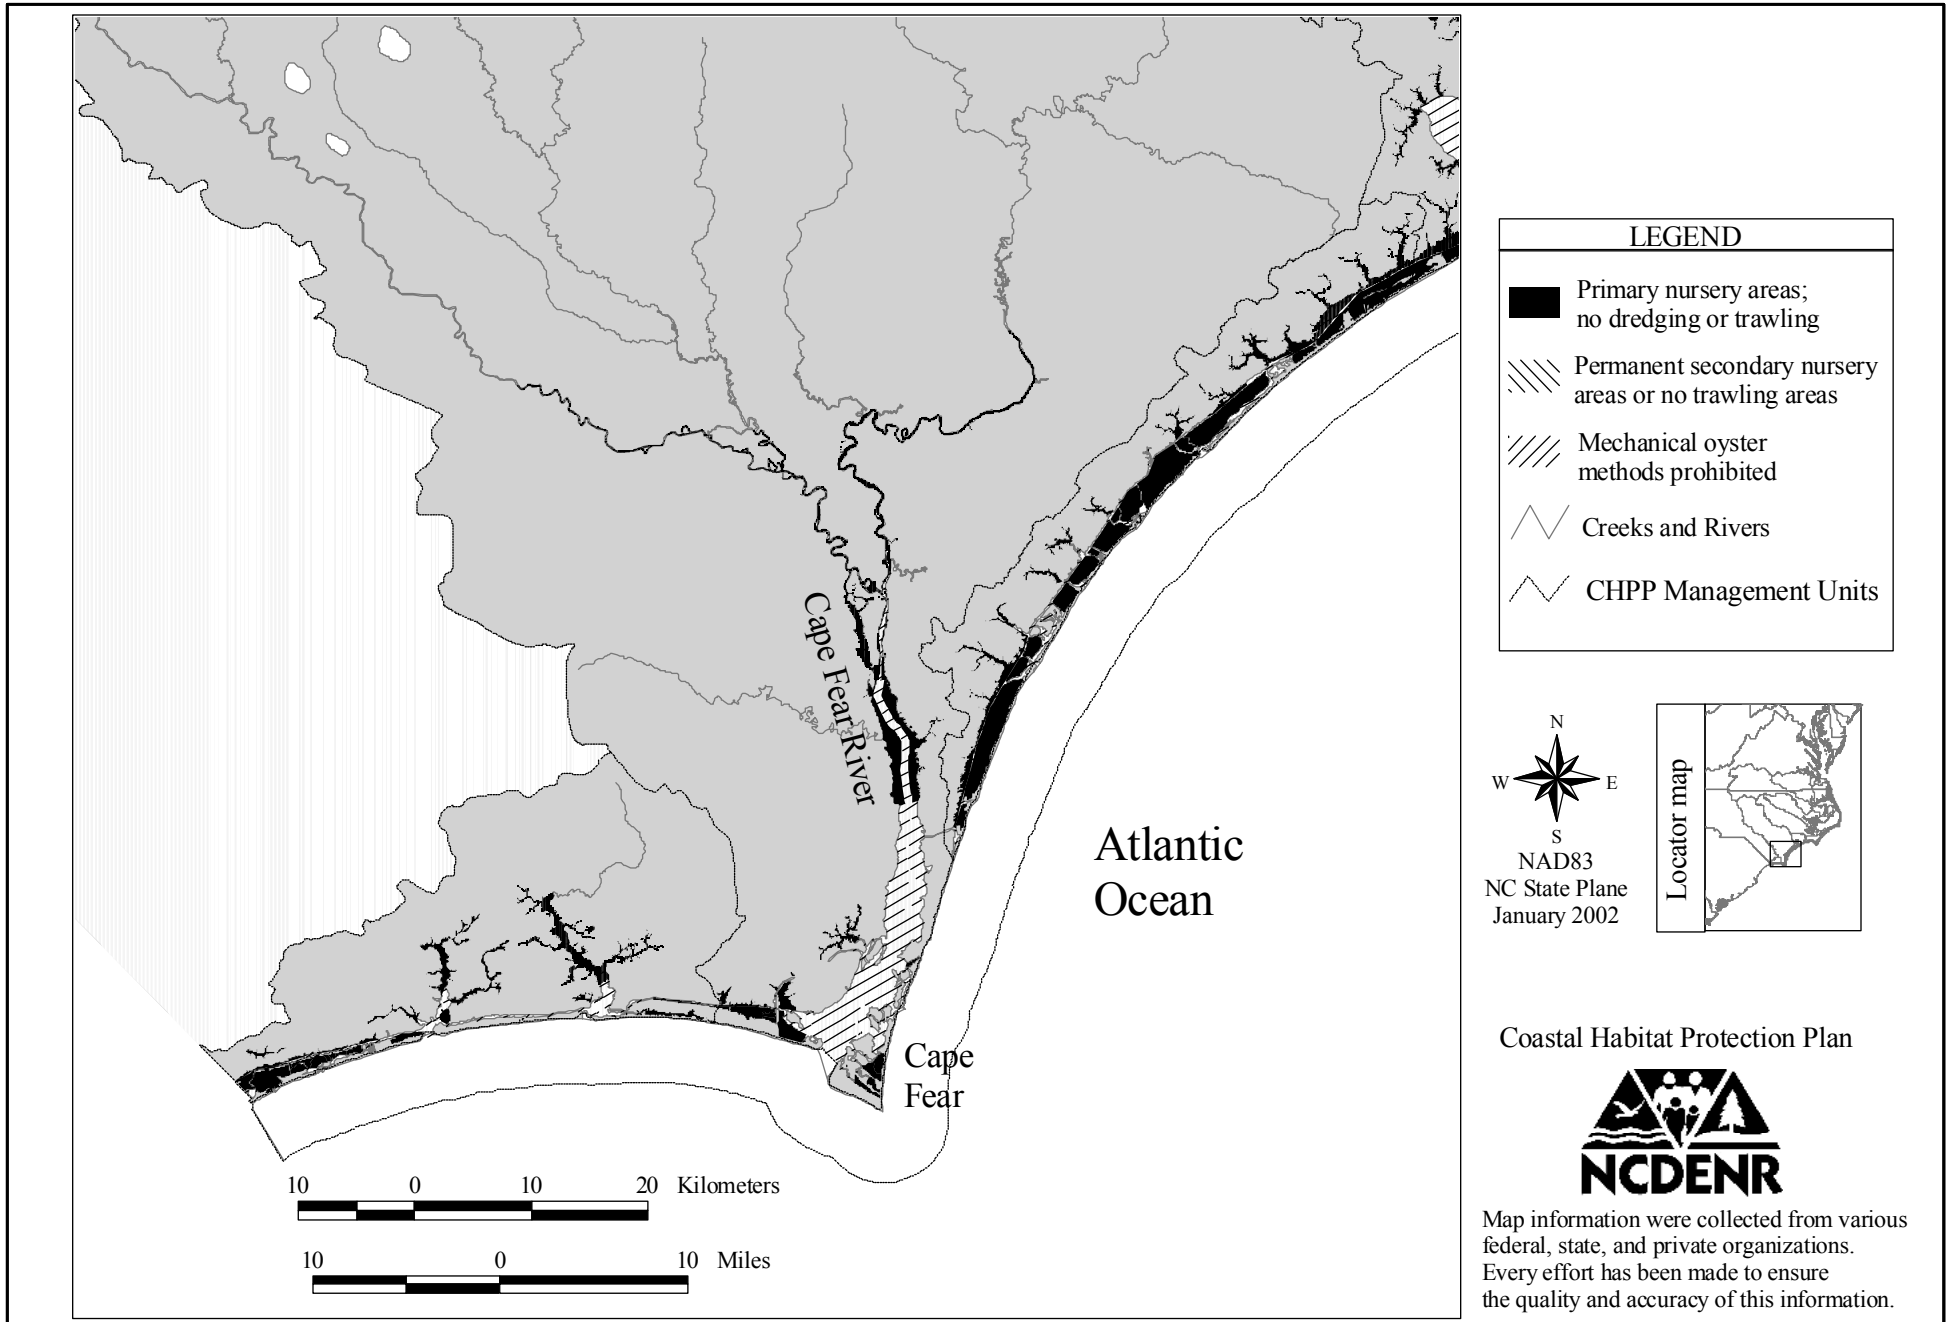 LEGEND
Primary nursery areas;
no dredging or trawling
Permanent secondary nursery
areas or no trawling areas
Mechanical oyster
methods prohibited
Creeks and Rivers
CHPP Management Units
Cape Fear River
Atlantic
Ocean
Cape
Fear
N
W
E
S
NAD83
NC State Plane
January 2002
Locator map
Coastal Habitat Protection Plan
NCDENR
Map information were collected from various
federal, state, and private organizations.
Every effort has been made to ensure
the quality and accuracy of this information.
10 0 10 20 Kilometers
10 0 10 Miles